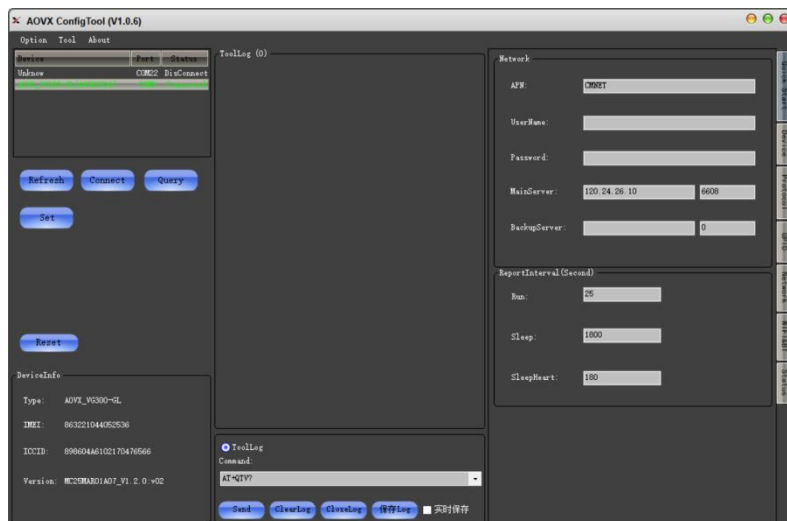 AOVX ConfigTool (V1.0.6)
Option Tool About
Device Port Status
Unknow COM22 DisConnect
Refresh Connect Query
Set
Reset
DeviceInfo
Type: AOVX_VG300-GL
IMEI: 863221044052536
ICCID: 898604A6102170476566
Version: MC25MAR01A07_V1.2.0:v02
ToolLog (0)
ToolLog
Command:
AT+QTV?
Send ClearLog CloseLog 保存Log 实时保存
Network
APN: CMNET
UserName:
Password:
MainServer: 120.24.26.10 6608
BackupServer: 0
ReportInterval(Second)
Run: 25
Sleep: 1800
SleepHeart: 180
Quick Start
Device
Protocol
GPIO
Network
Status